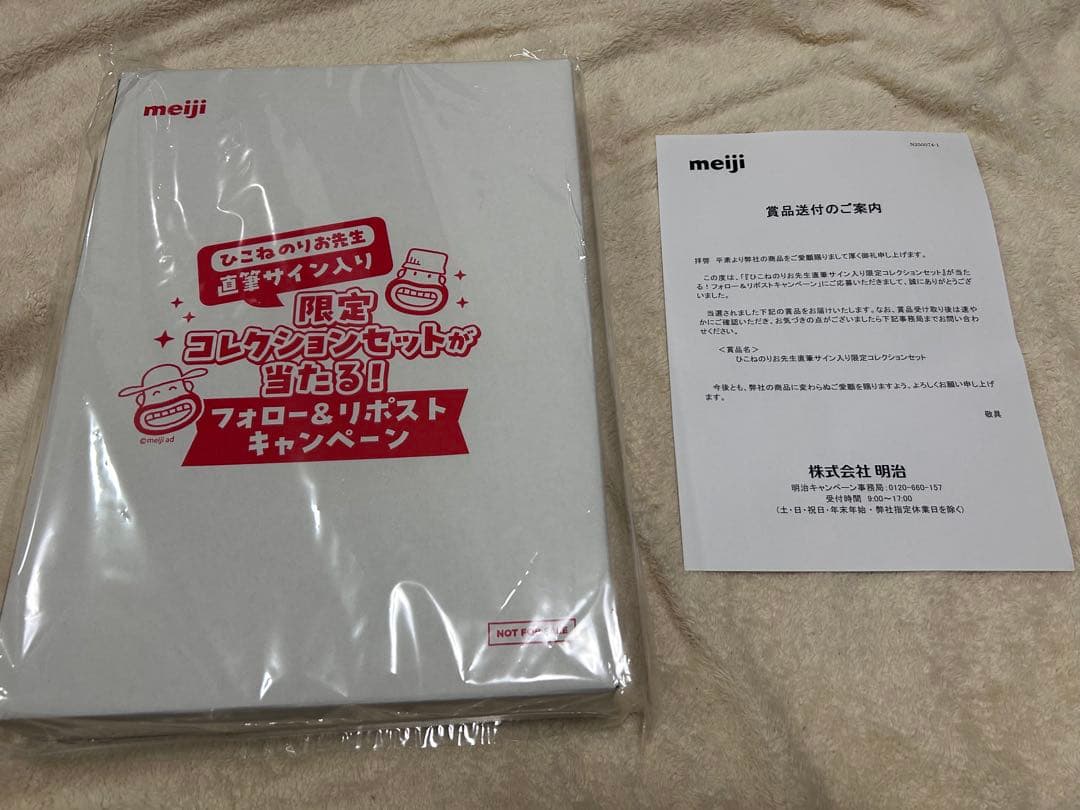 meiji
ひこねのりお先生
直筆サイン入り
限定
コレクションセットが
当たる!
フォロー&リポスト
キャンペーン
©meiji ad
NOT FOR SALE
N250074-1
meiji
賞品送付のご案内
拝啓 平素より弊社の商品をご愛顧賜りまして厚く御礼申し上げます。
この度は、「『ひこねのりお先生直筆サイン入り限定コレクションセット』が当た
る!フォロー&リポストキャンペーン」にご応募いただきまして、誠にありがとうござ
いました。
当選されました下記の賞品をお届けいたします。なお、賞品受け取り後は速や
かにご確認いただき、お気づきの点がございましたら下記事務局までお問い合わ
せください。
<賞品名>
ひこねのりお先生直筆サイン入り限定コレクションセット
今後とも、弊社の商品に変わらぬご愛顧を賜りますよう、よろしくお願い申し上げ
ます。
敬具
株式会社 明治
明治キャンペーン事務局:0120-660-157
受付時間 9:00~17:00
(土・日・祝日・年末年始・弊社指定休業日を除く)